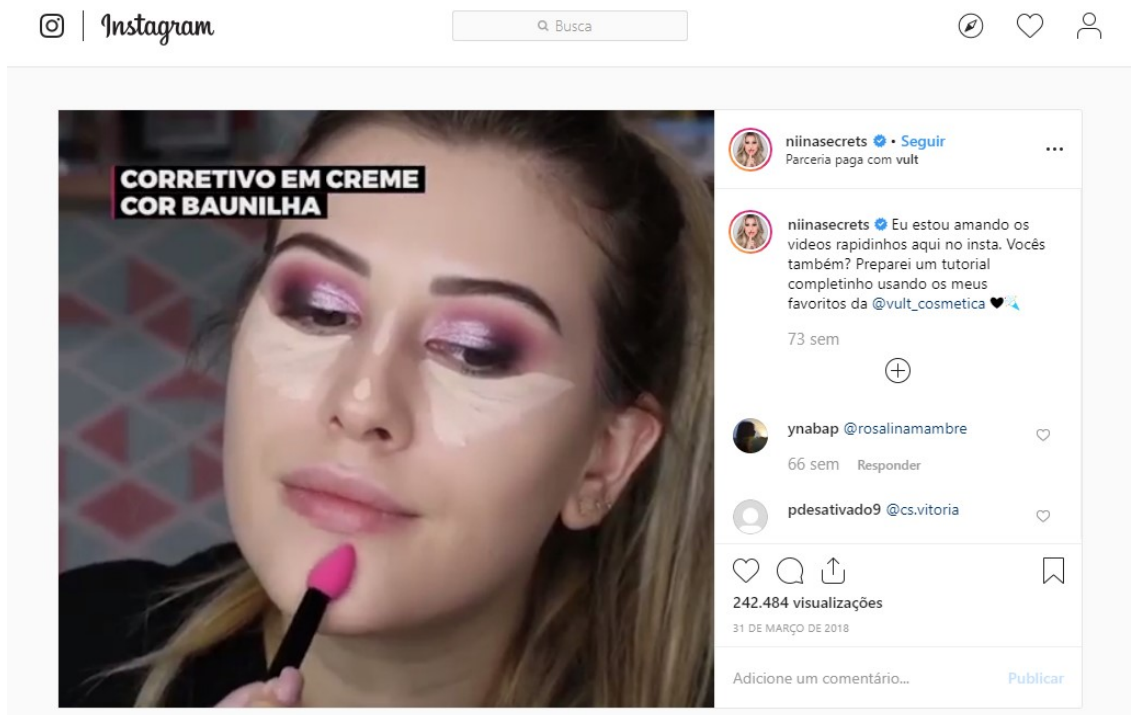 Instagram
Busca
CORRETIVO EM CREME
COR BAUNILHA
niinasecrets • Seguir
Parceria paga com vult
niinasecrets Eu estou amando os
videos rapidinhos aqui no insta. Vocês
também? Preparei um tutorial
completinho usando os meus
favoritos da @vult_cosmetica
73 sem
ynabap @rosalinamambre
66 sem Responder
pdesativado9 @cs.vitoria
242.484 visualizações
31 DE MARÇO DE 2018
Adicione um comentário... Publicar